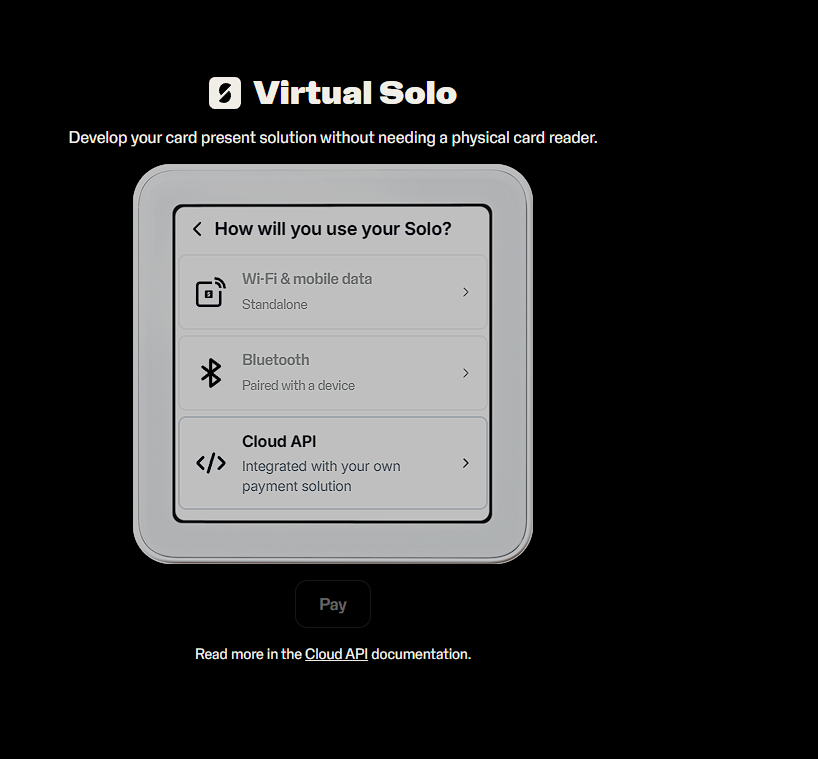 Virtual Solo
Develop your card present solution without needing a physical card reader.
How will you use your Solo?
Wi-Fi & mobile data
Standalone
Bluetooth
Paired with a device
Cloud API
Integrated with your own
payment solution
Pay
Read more in the Cloud API documentation.